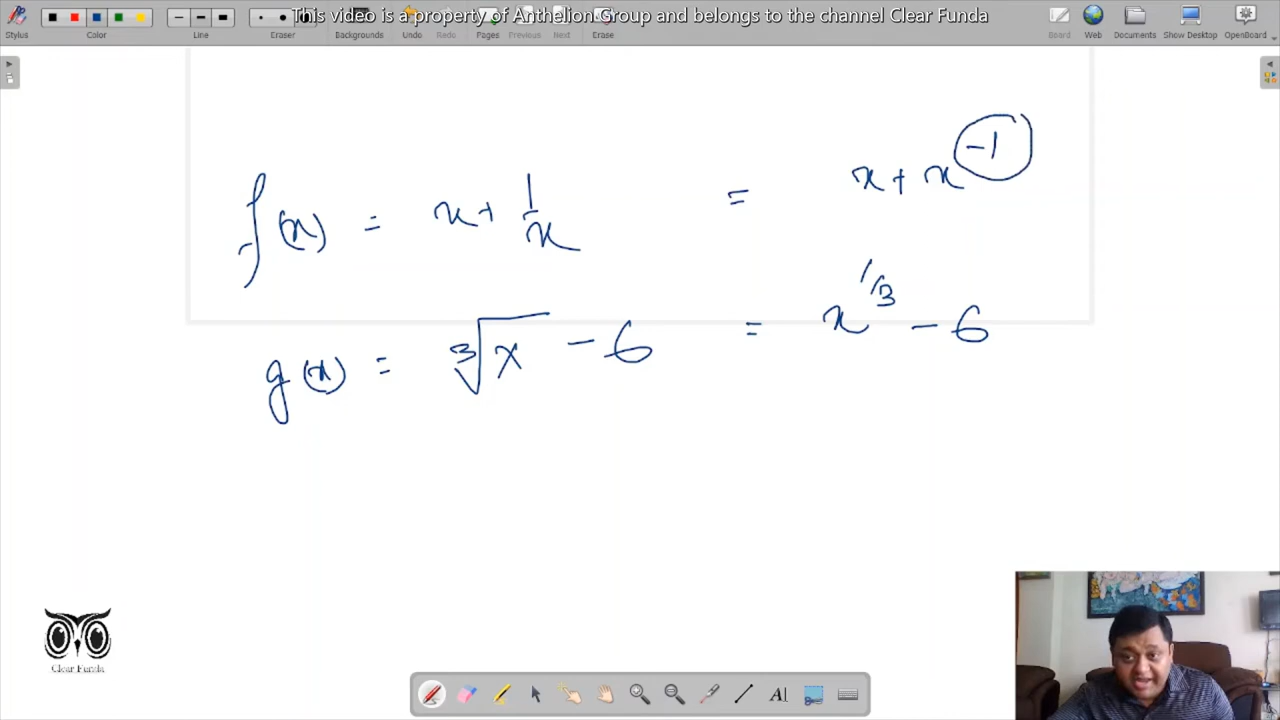 This video is a property of Anthelion Group and belongs to the channel Clear Funda
Stylus Color Line Eraser Backgrounds Undo Redo Pages Previous Next Erase Board Web Documents Show Desktop OpenBoard
f(x) = x + 1/x = x + x^-1
g(x) = ∛x - 6 = x^1/3 - 6
Clear Funda
AI